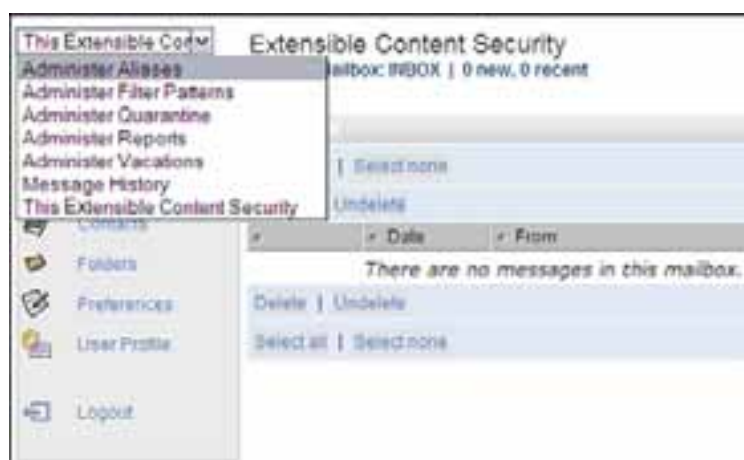 This Extensible Con
Extensible Content Security
ailbox: INBOX | 0 new, 0 recent
Administer Aliases
Administer Filter Patterns
Administer Quarantine
Administer Reports
Administer Vacations
Message History
This Extensible Content Security
| Select none
Undelete
Contacts
Date
From
Folders
There are no messages in this mailbox.
Preferences
Delete | Undelete
User Profile
Select all | Select none
Logout